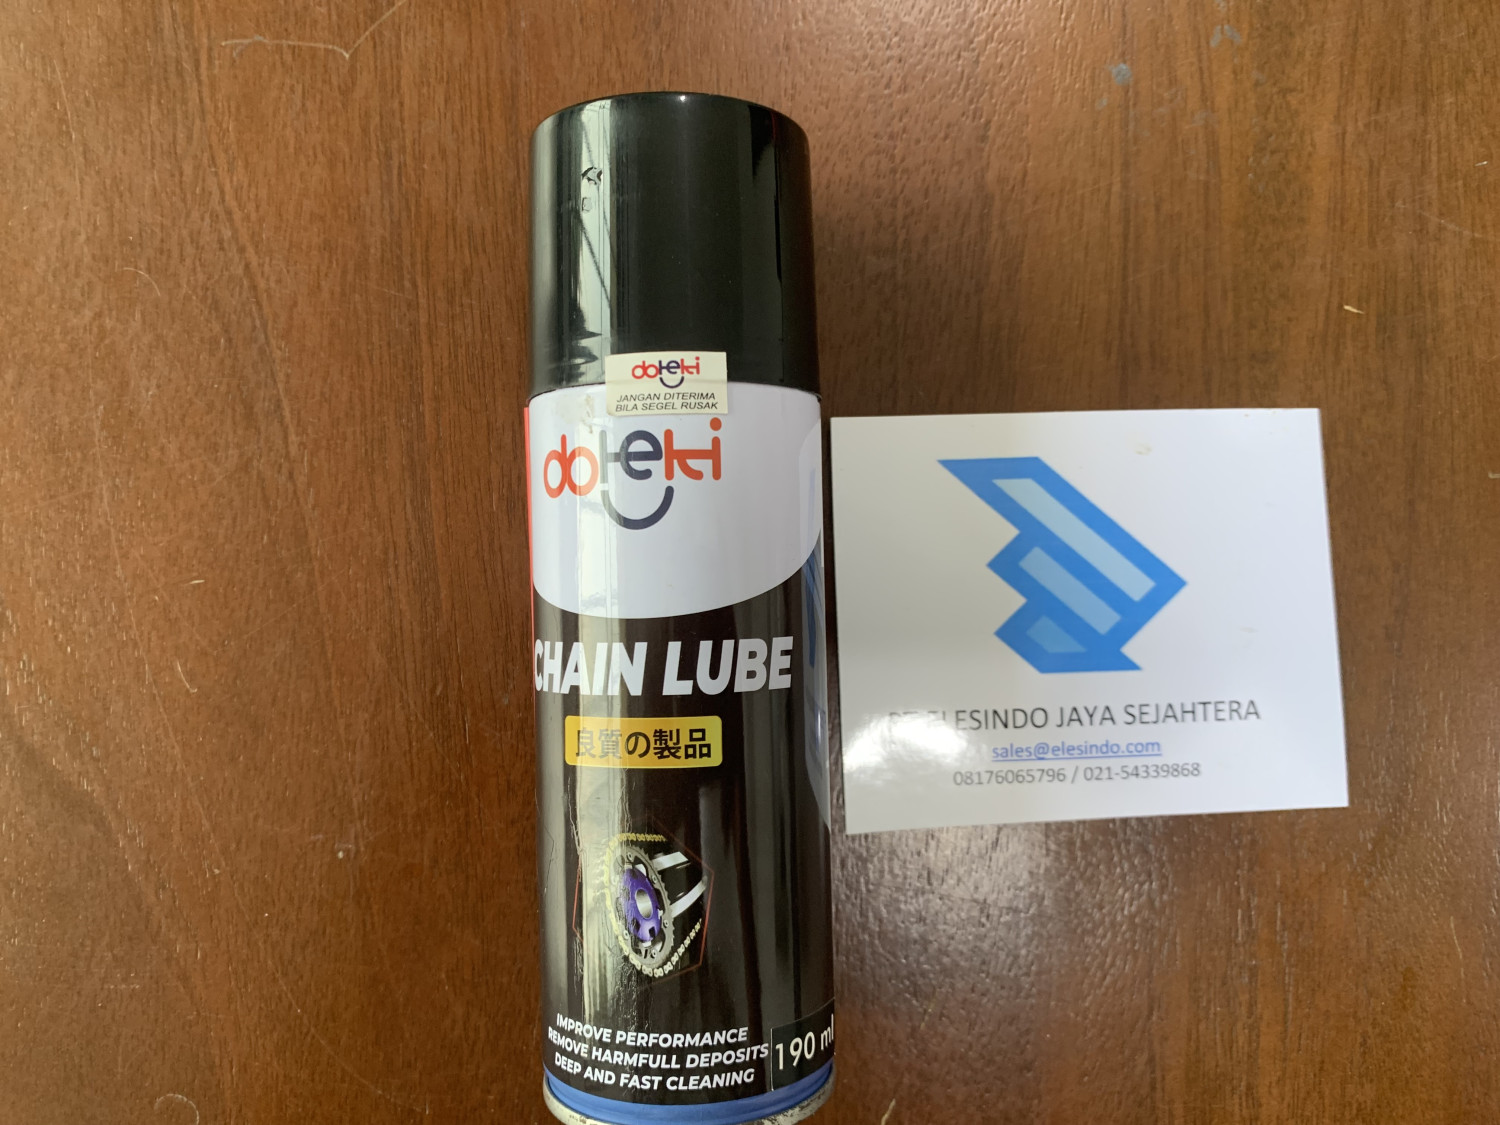 doteki
JANGAN DITERIMA
BILA SEGEL RUSAK
doteki
CHAIN LUBE
良質の製品
IMPROVE PERFORMANCE
REMOVE HARMFULL DEPOSITS
DEEP AND FAST CLEANING
190 ml
PT ELESINDO JAYA SEJAHTERA
sales@elesindo.com
08176065796 / 021-54339868